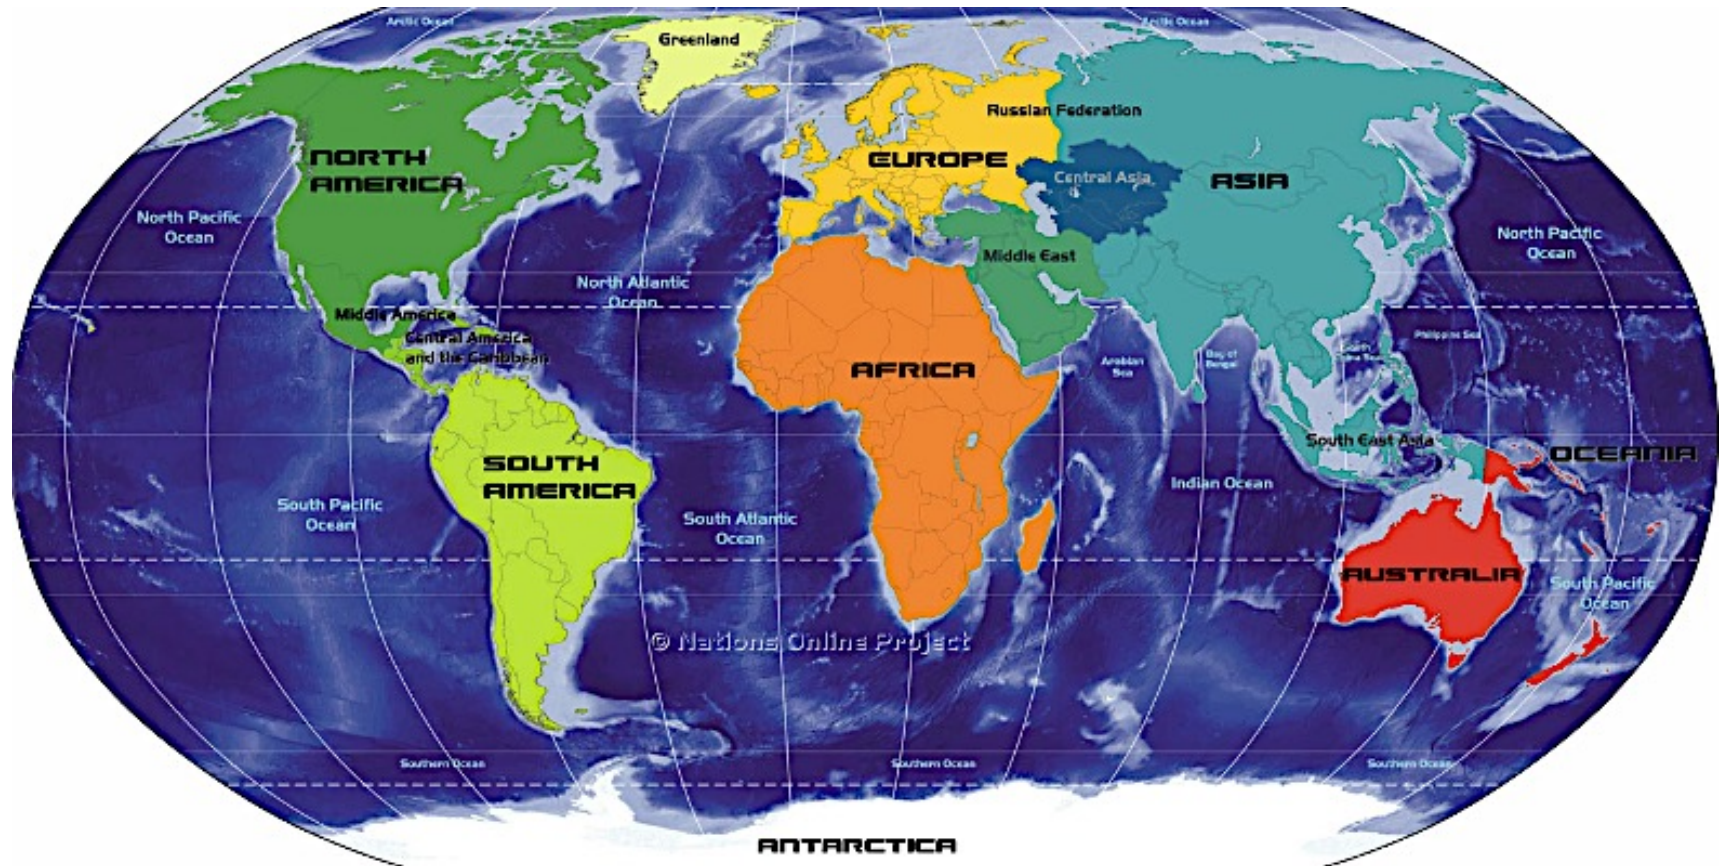 Arctic Ocean
Arctic Ocean
Greenland
Russian Federation
NORTH
AMERICA
EUROPE
Central Asia
ASIA
North Pacific
Ocean
North Pacific
Ocean
Middle East
North Atlantic
Ocean
Middle America
Central America
and the Caribbean
Philippine Sea
South
China Sea
Arabian
Sea
Bay of
Bengal
AFRICA
South East Asia
OCEANIA
SOUTH
AMERICA
Indian Ocean
South Pacific
Ocean
South Atlantic
Ocean
AUSTRALIA
South Pacific
Ocean
© Nations Online Project
Southern Ocean
Southern Ocean
Southern Ocean
ANTARCTICA